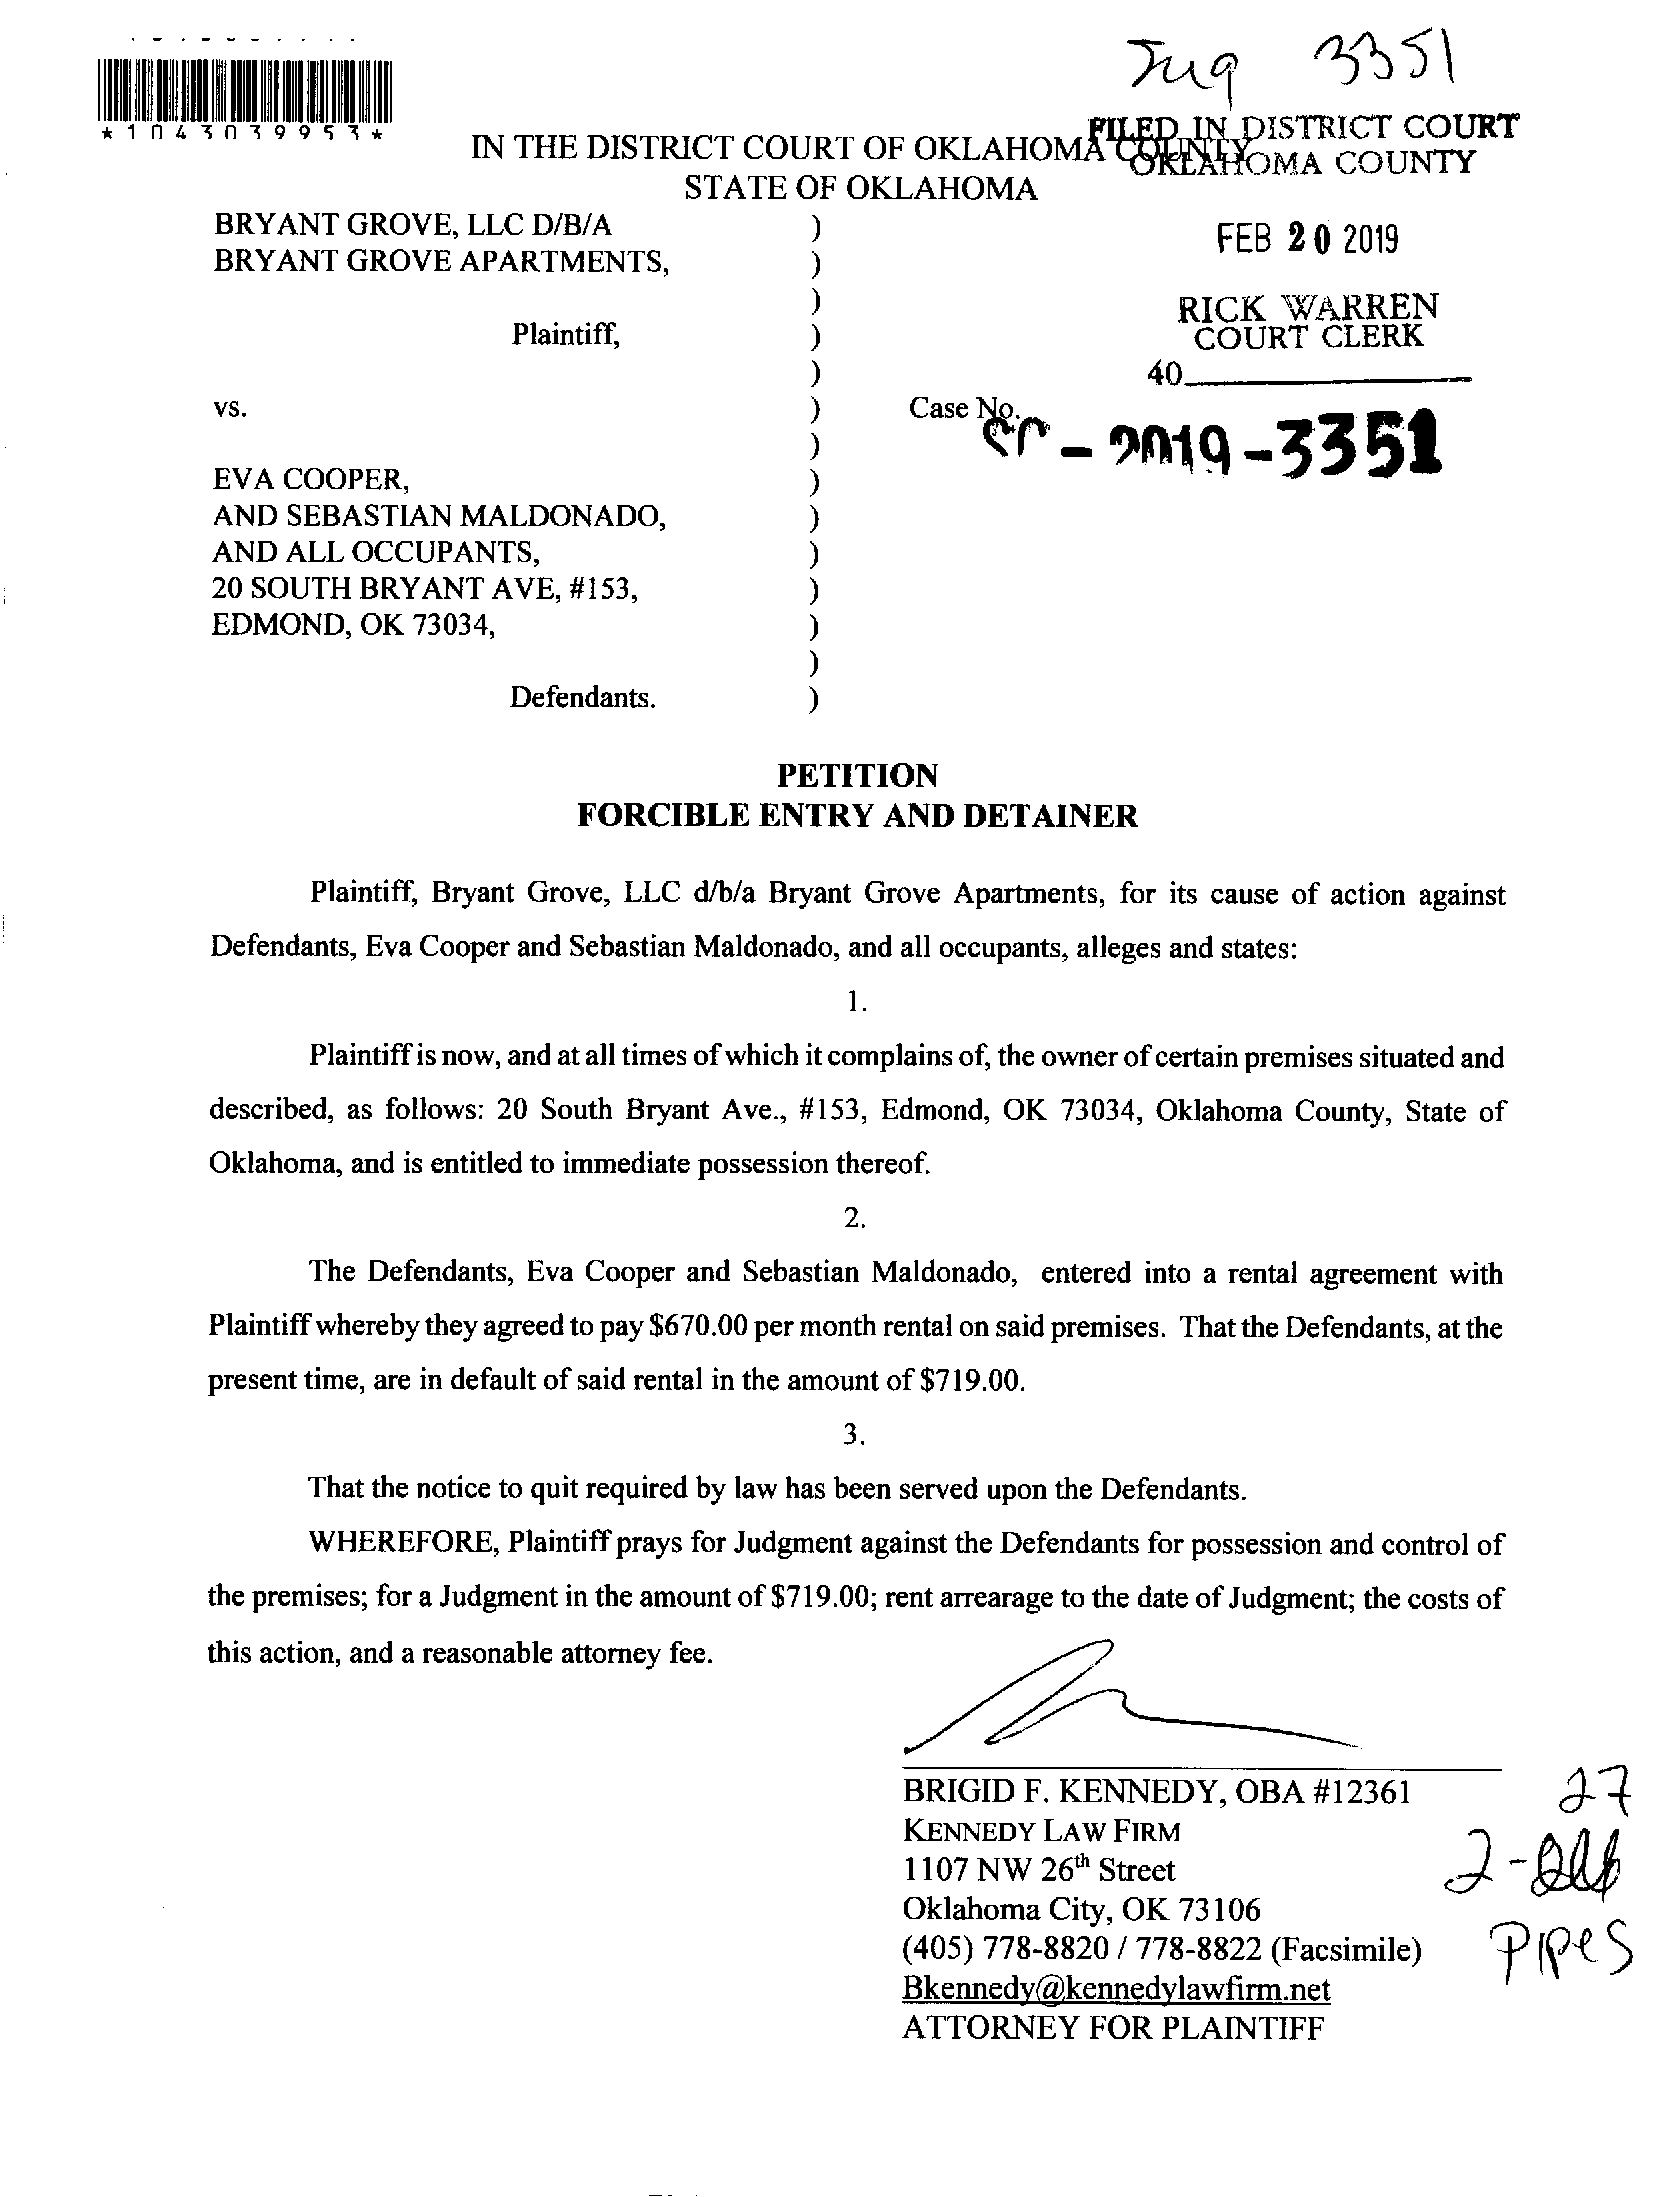 Jug 3351
*1043039953*
FILED IN DISTRICT COURT
OKLAHOMA COUNTY
IN THE DISTRICT COURT OF OKLAHOMA COUNTY
STATE OF OKLAHOMA
FEB 20 2019
RICK WARREN
COURT CLERK
40
BRYANT GROVE, LLC D/B/A )
BRYANT GROVE APARTMENTS, )
)
Plaintiff, )
)
vs. ) Case No.
- 2019 - 3351
)
EVA COOPER, )
AND SEBASTIAN MALDONADO, )
AND ALL OCCUPANTS, )
20 SOUTH BRYANT AVE, #153, )
EDMOND, OK 73034, )
)
Defendants. )
PETITION
FORCIBLE ENTRY AND DETAINER
Plaintiff, Bryant Grove, LLC d/b/a Bryant Grove Apartments, for its cause of action against
Defendants, Eva Cooper and Sebastian Maldonado, and all occupants, alleges and states:
1.
Plaintiff is now, and at all times of which it complains of, the owner of certain premises situated and
described, as follows: 20 South Bryant Ave., #153, Edmond, OK 73034, Oklahoma County, State of
Oklahoma, and is entitled to immediate possession thereof.
2.
The Defendants, Eva Cooper and Sebastian Maldonado, entered into a rental agreement with
Plaintiff whereby they agreed to pay $670.00 per month rental on said premises. That the Defendants, at the
present time, are in default of said rental in the amount of $719.00.
3.
That the notice to quit required by law has been served upon the Defendants.
WHEREFORE, Plaintiff prays for Judgment against the Defendants for possession and control of
the premises; for a Judgment in the amount of $719.00; rent arrearage to the date of Judgment; the costs of
this action, and a reasonable attorney fee.
BRIGID F. KENNEDY, OBA #12361
KENNEDY LAW FIRM
1107 NW 26th Street
Oklahoma City, OK 73106
(405) 778-8820 / 778-8822 (Facsimile)
Bkennedy@kennedylawfirm.net
ATTORNEY FOR PLAINTIFF
27
Pipes